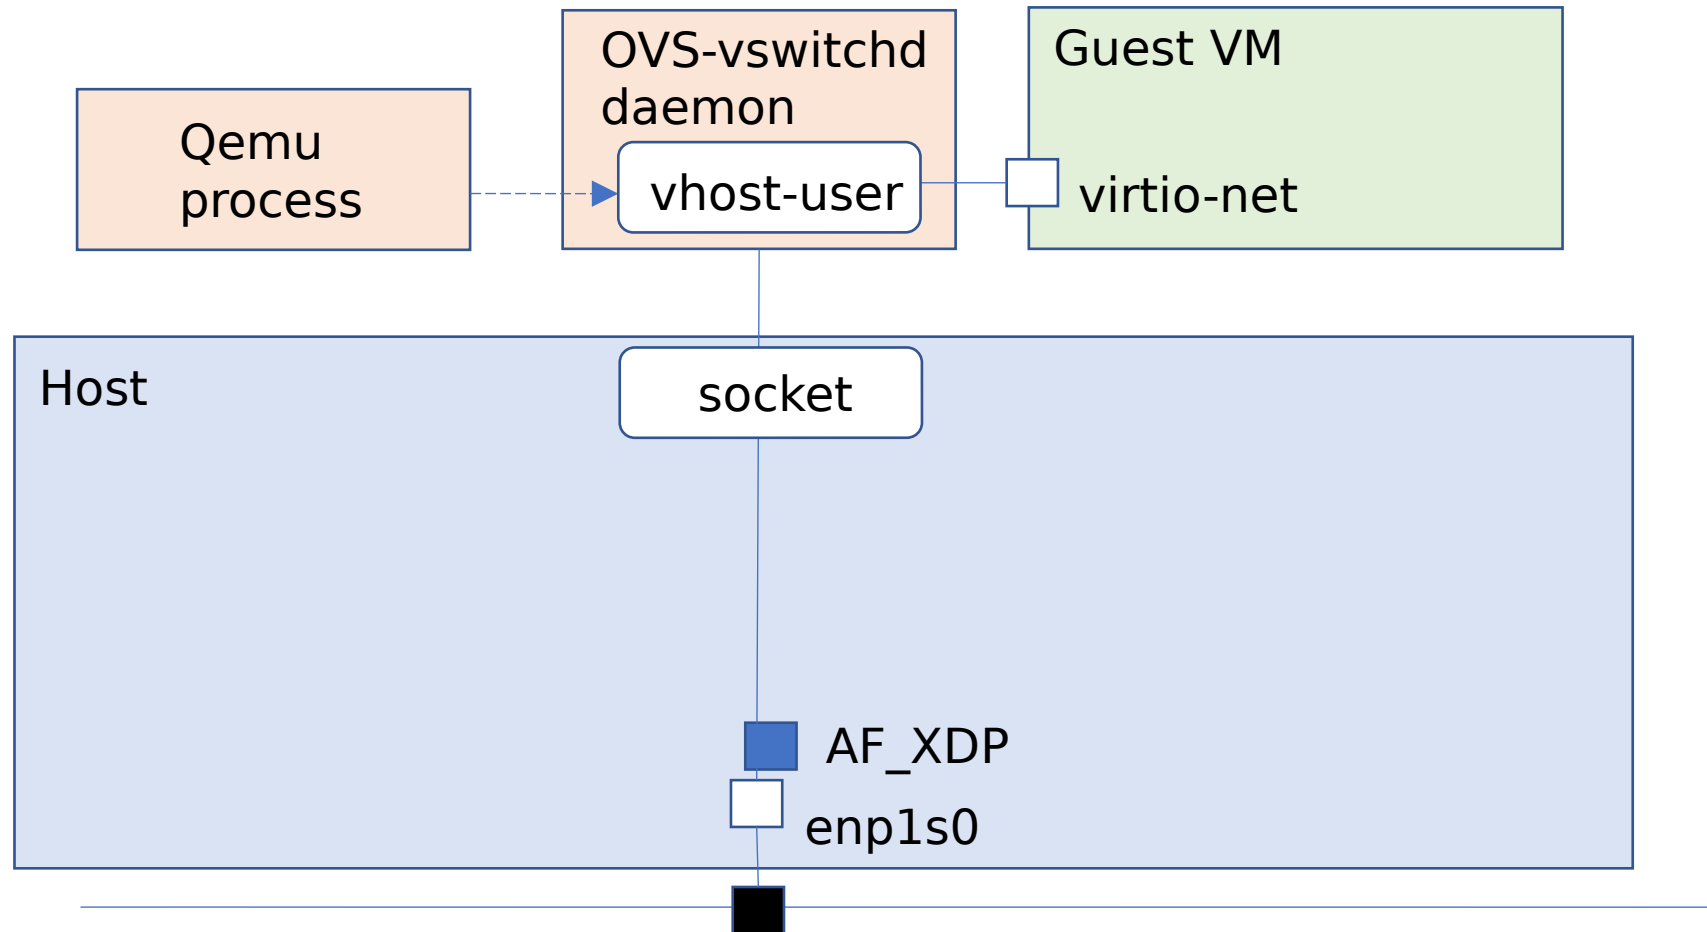 Qemu
process
OVS-vswitchd
daemon
vhost-user
Guest VM
virtio-net
Host
socket
AF_XDP
enp1s0